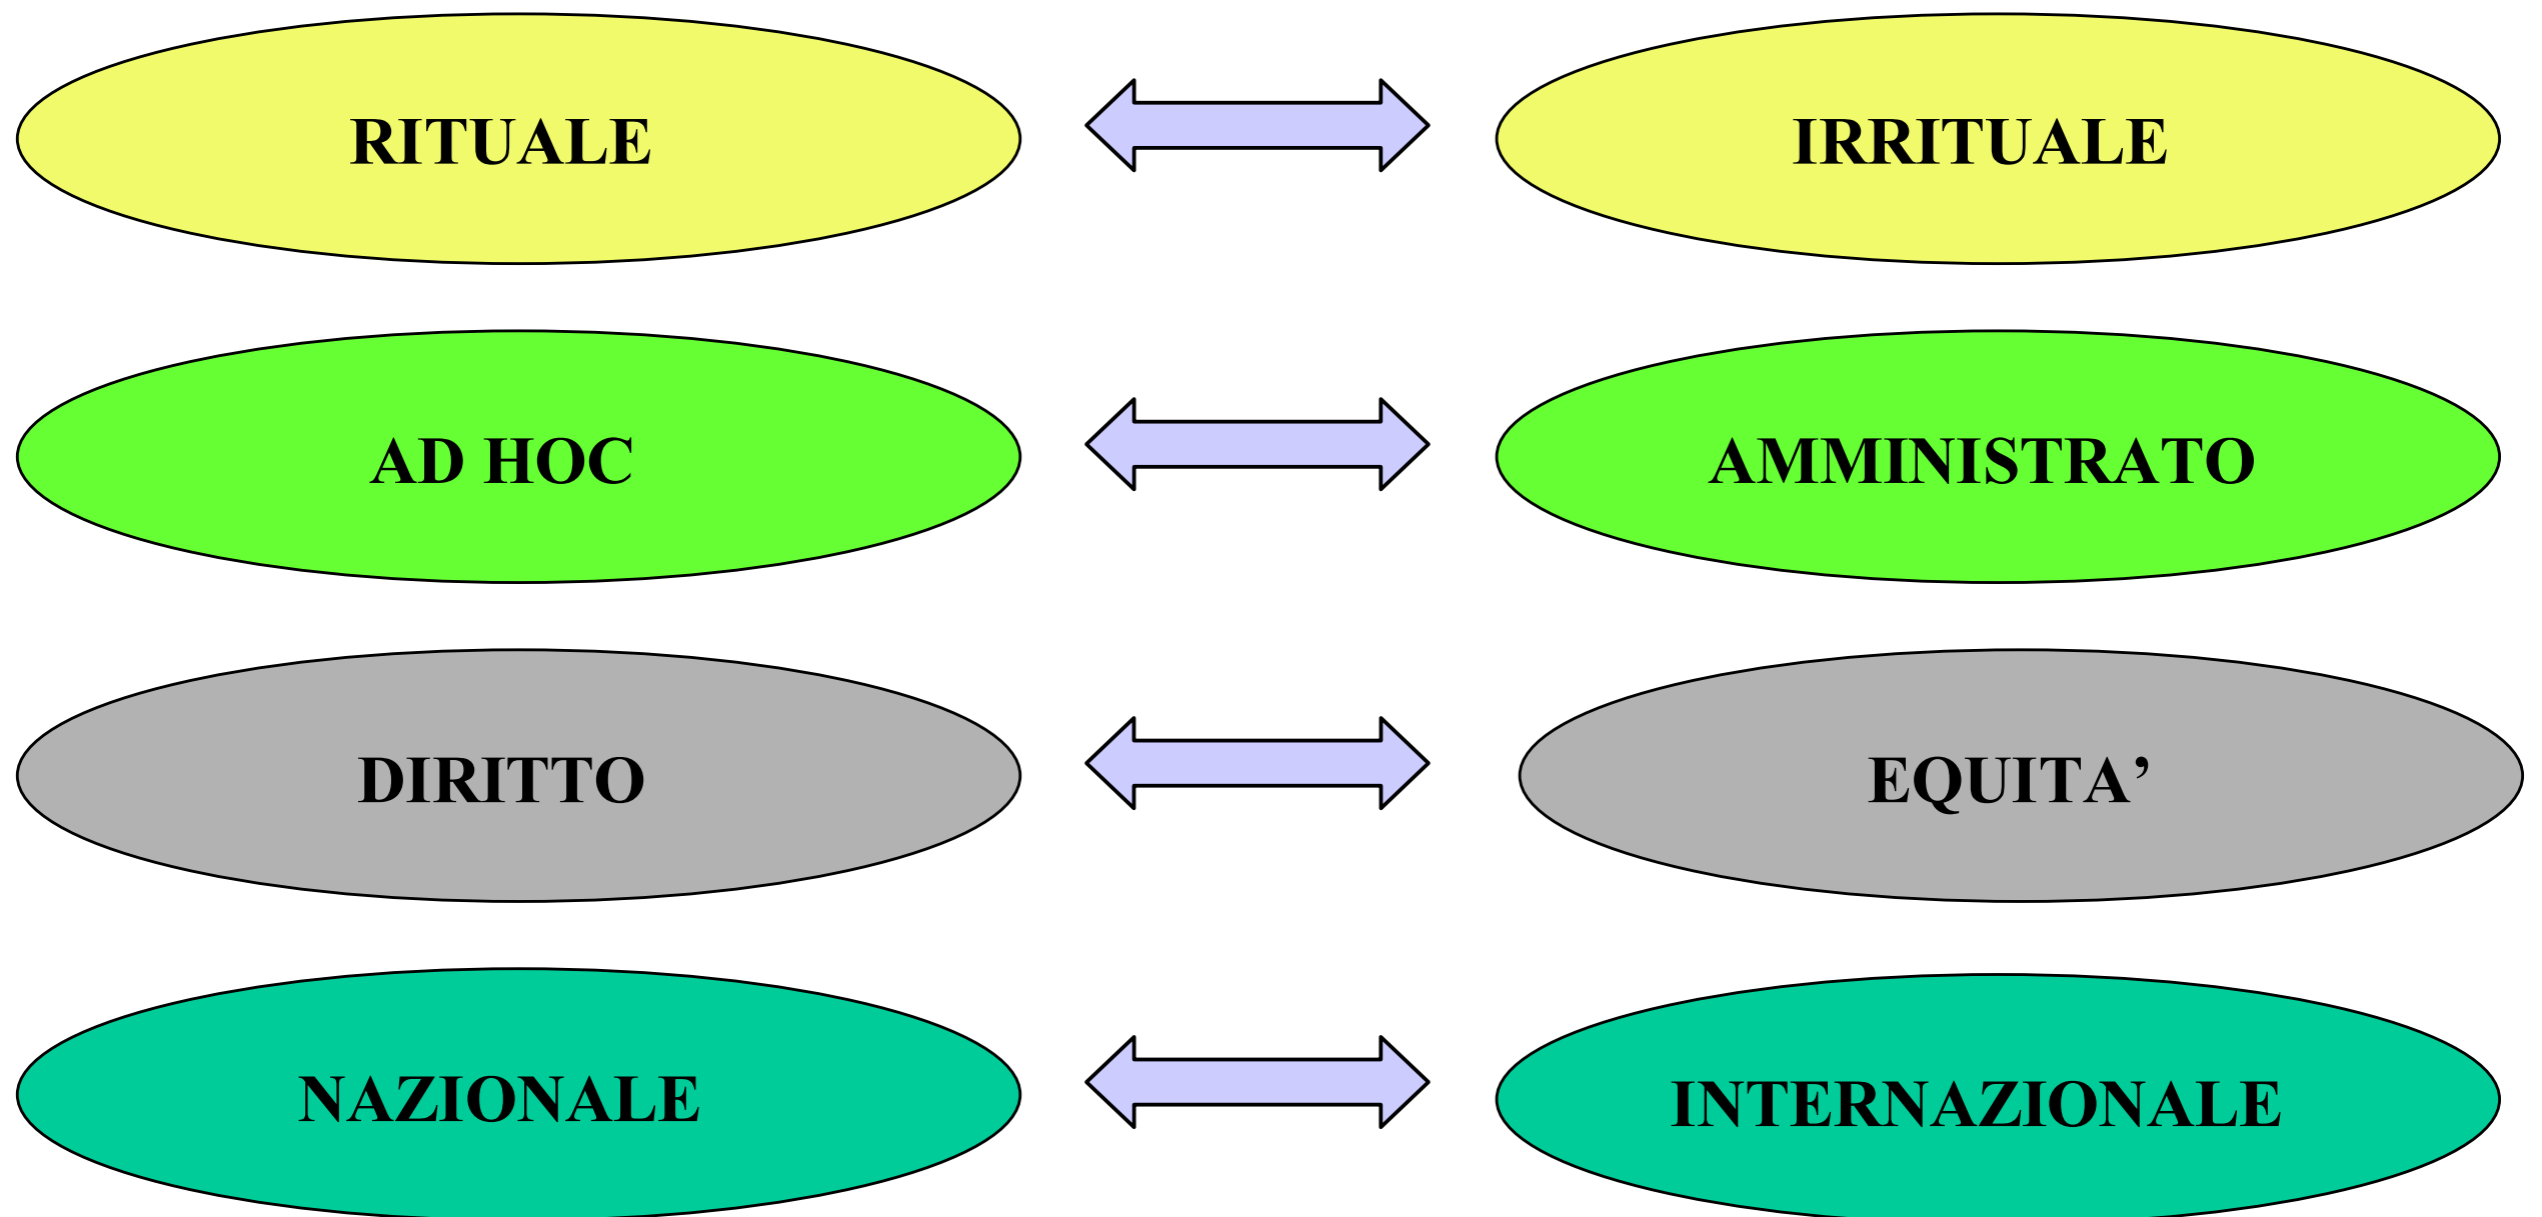 RITUALE
IRRITUALE
AD HOC
AMMINISTRATO
DIRITTO
EQUITA’
NAZIONALE
INTERNAZIONALE